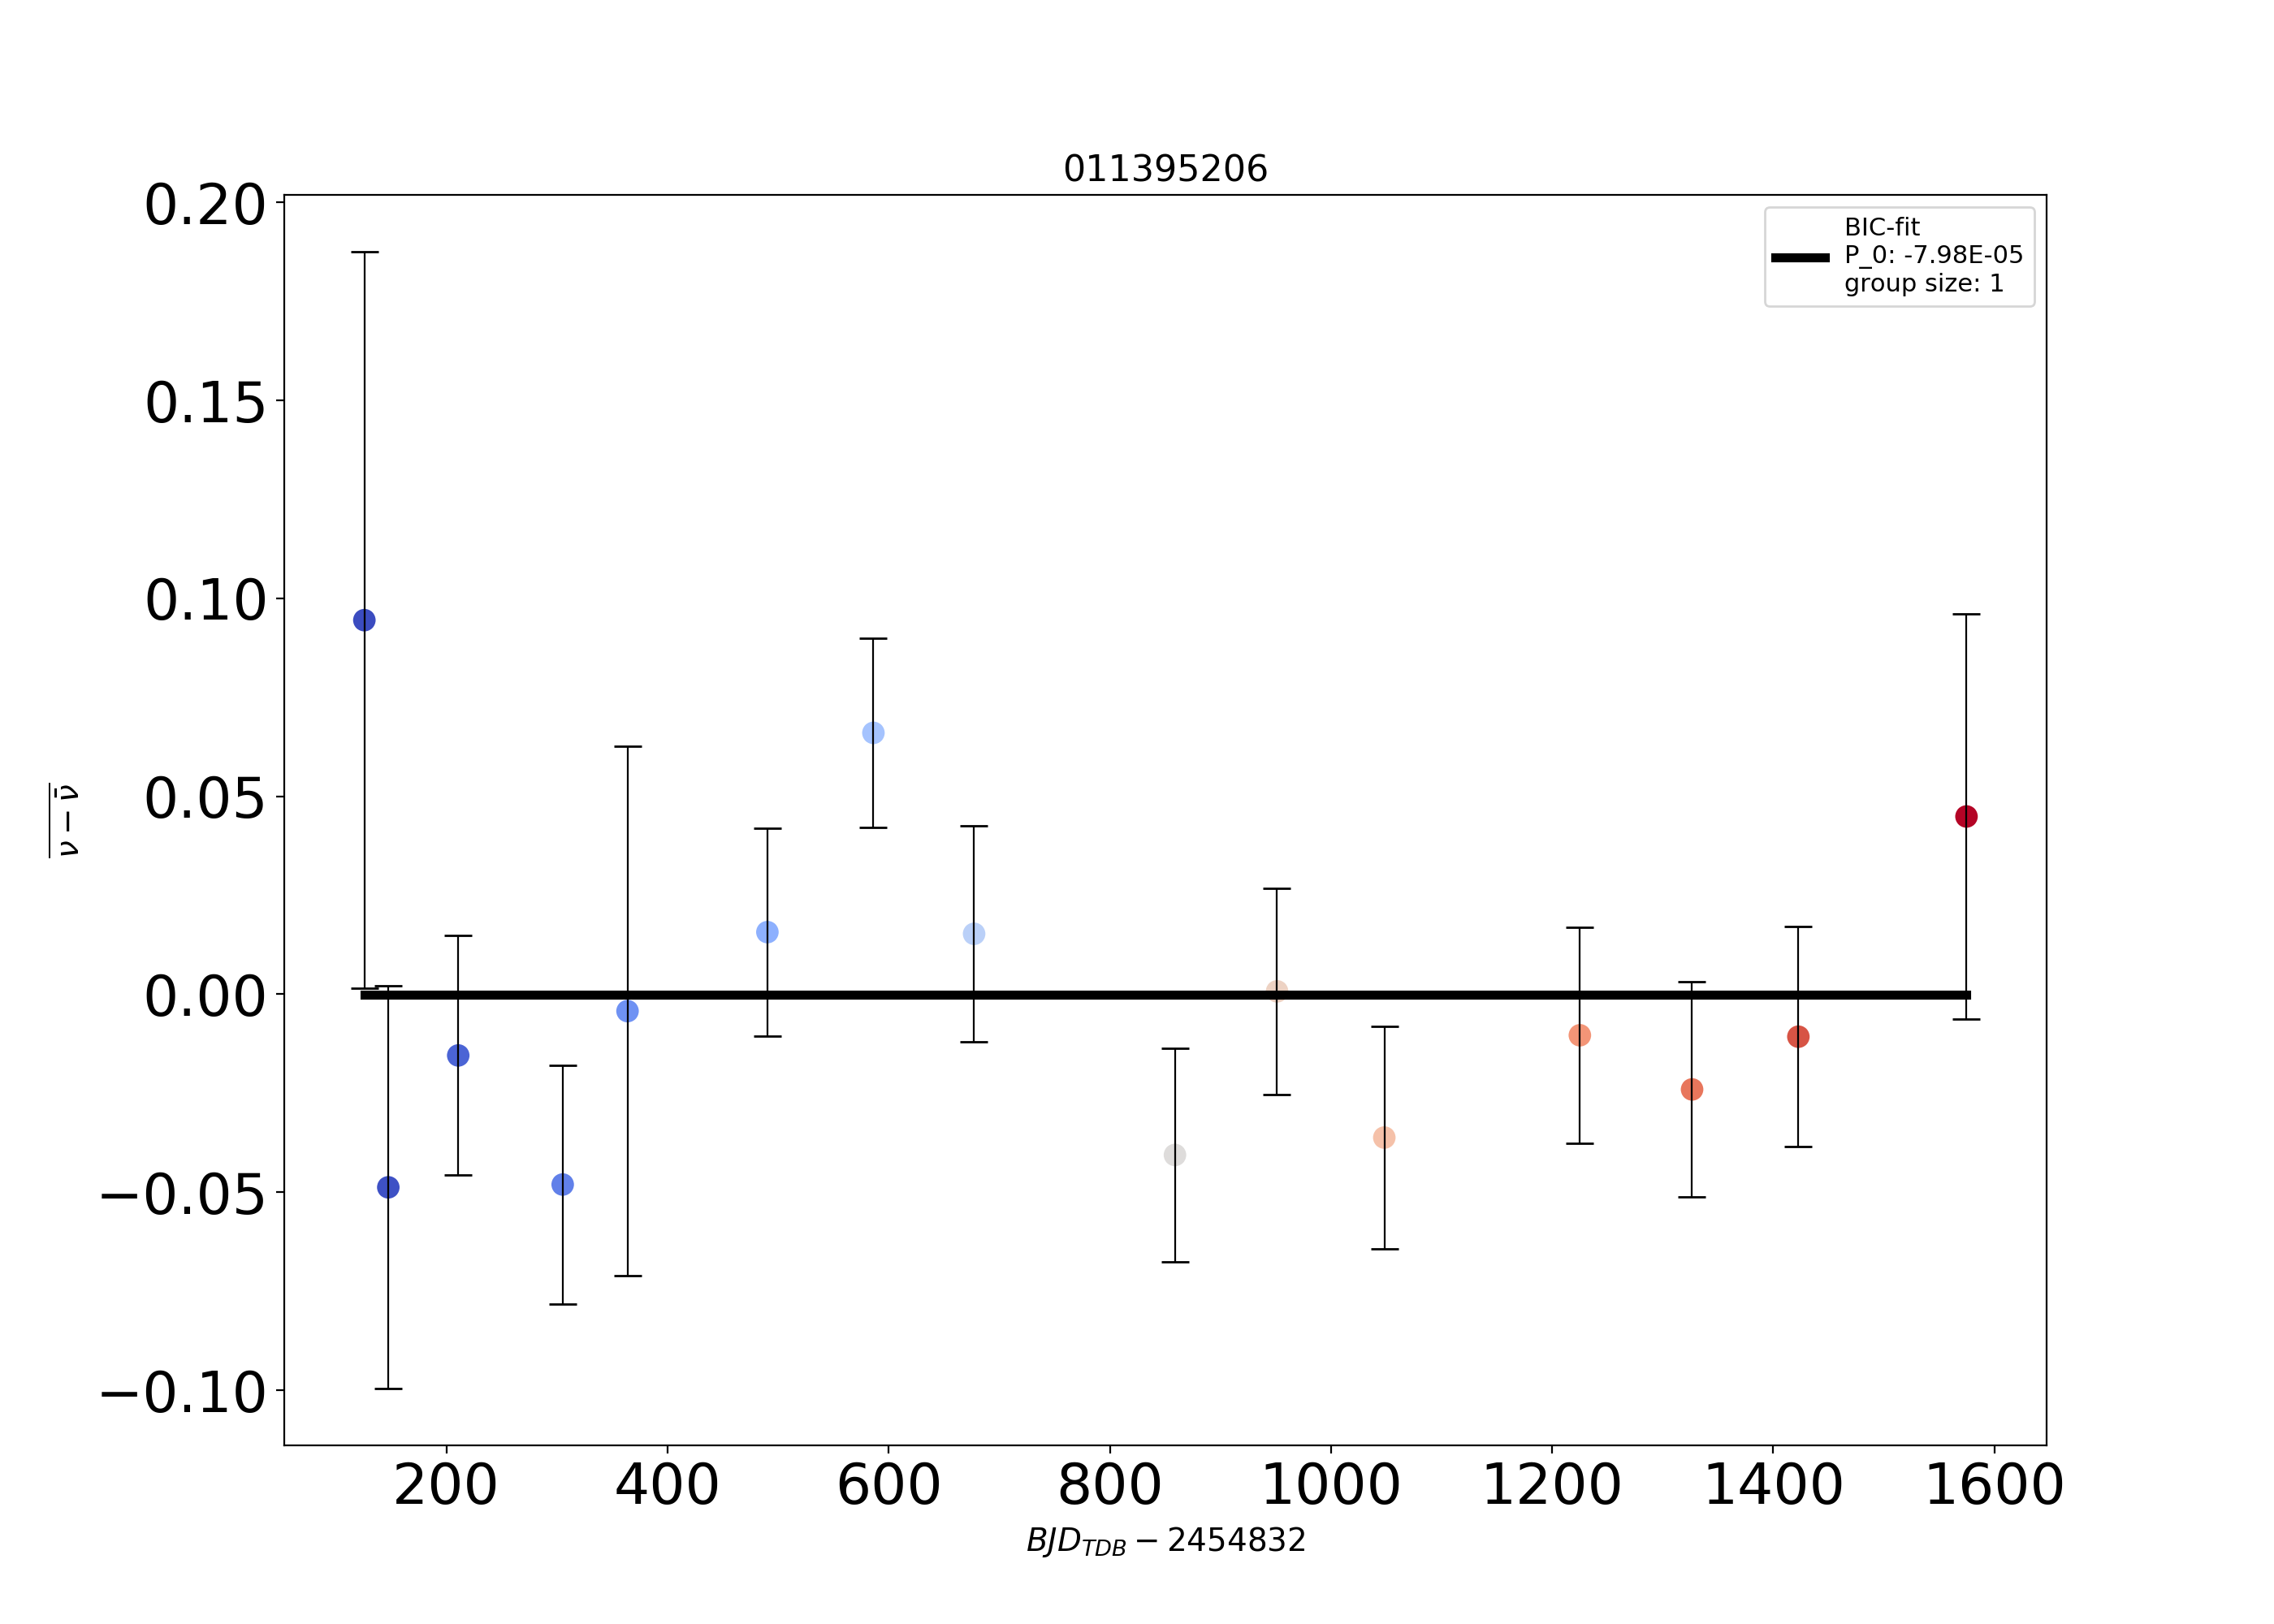 011395206
BIC-fit
P_0: -7.98E-05
group size: 1
0.20
0.15
0.10
0.05
0.00
−0.05
−0.10
ν − ν̄
200 400 600 800 1000 1200 1400 1600
BJD_TDB − 2454832